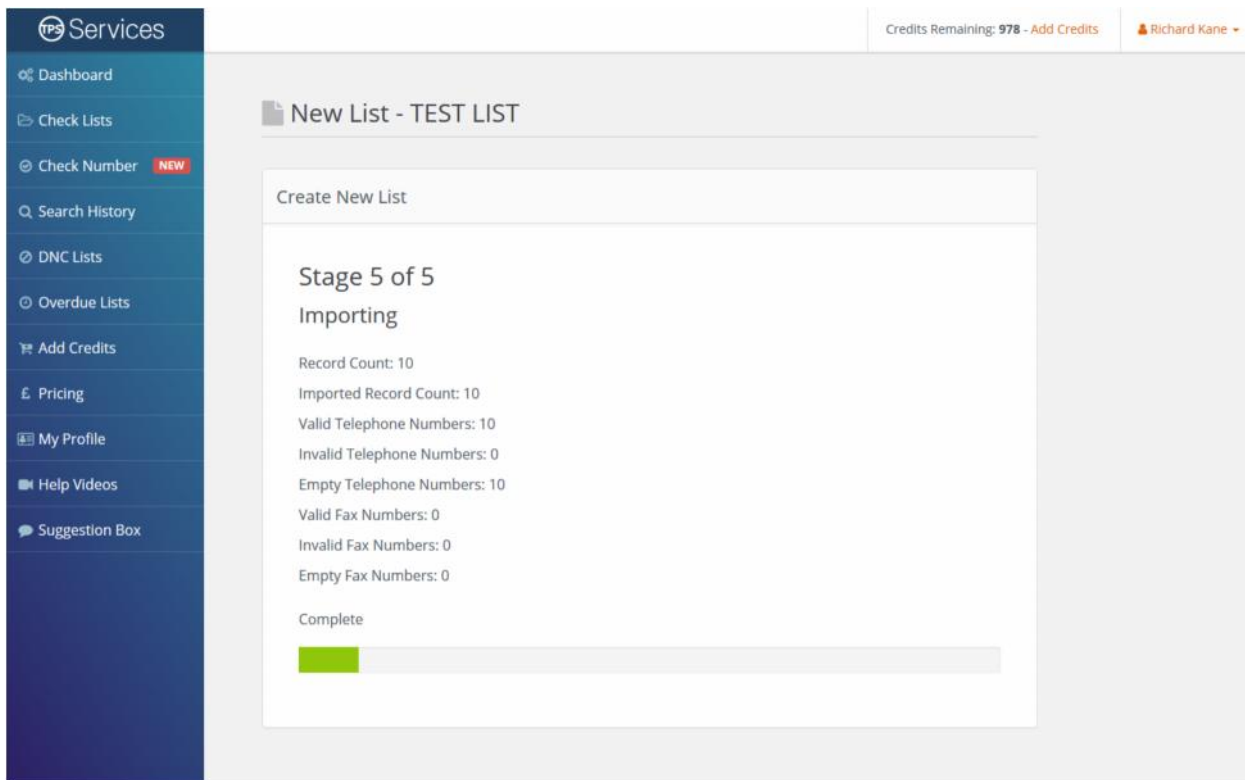 TPS Services
Credits Remaining: 978 - Add Credits
Richard Kane
Dashboard
Check Lists
Check Number NEW
Search History
DNC Lists
Overdue Lists
Add Credits
£ Pricing
My Profile
Help Videos
Suggestion Box
New List - TEST LIST
Create New List
Stage 5 of 5
Importing
Record Count: 10
Imported Record Count: 10
Valid Telephone Numbers: 10
Invalid Telephone Numbers: 0
Empty Telephone Numbers: 10
Valid Fax Numbers: 0
Invalid Fax Numbers: 0
Empty Fax Numbers: 0
Complete